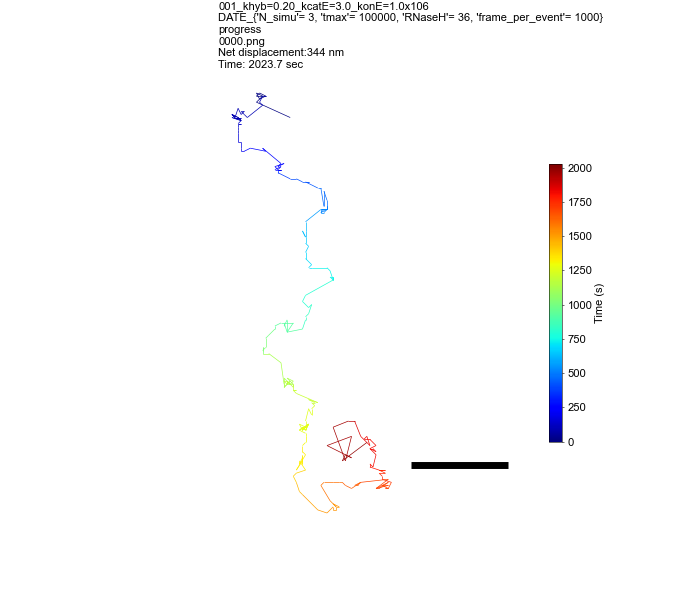 001_khyb=0.20_kcatE=3.0_konE=1.0x106
DATE_{'N_simu'= 3, 'tmax'= 100000, 'RNaseH'= 36, 'frame_per_event'= 1000}
progress
0000.png
Net displacement:344 nm
Time: 2023.7 sec
2000
1750
1500
1250
1000
750
500
250
0
Time (s)